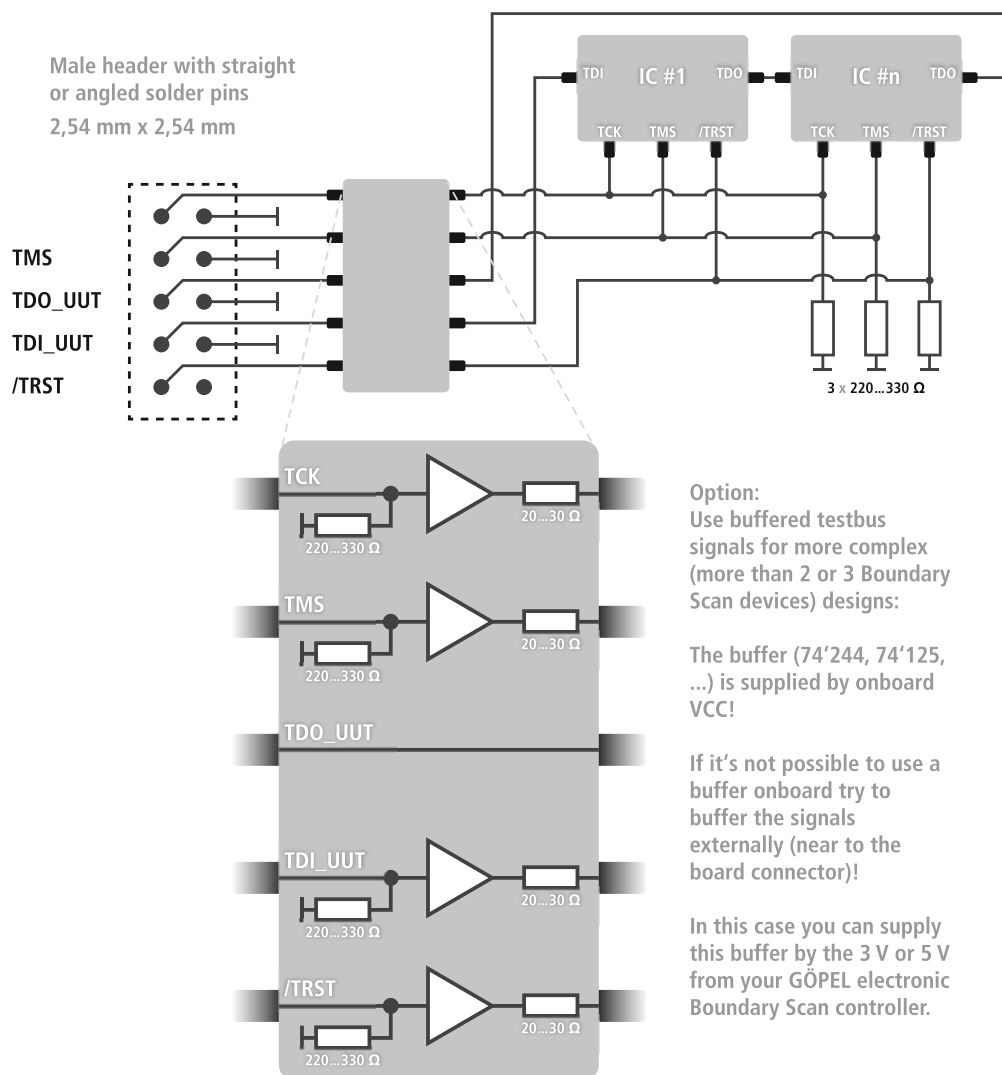 Male header with straight
or angled solder pins
2,54 mm x 2,54 mm
TDI IC #1 TDO
TCK TMS /TRST
TDI IC #n TDO
TCK TMS /TRST
TMS
TDO_UUT
TDI_UUT
/TRST
3 x 220...330 Ω
TCK
220...330 Ω
20...30 Ω
TMS
220...330 Ω
20...30 Ω
TDO_UUT
TDI_UUT
220...330 Ω
20...30 Ω
/TRST
220...330 Ω
20...30 Ω
Option:
Use buffered testbus
signals for more complex
(more than 2 or 3 Boundary
Scan devices) designs:
The buffer (74‘244, 74‘125,
...) is supplied by onboard
VCC!
If it‘s not possible to use a
buffer onboard try to
buffer the signals
externally (near to the
board connector)!
In this case you can supply
this buffer by the 3 V or 5 V
from your GÖPEL electronic
Boundary Scan controller.